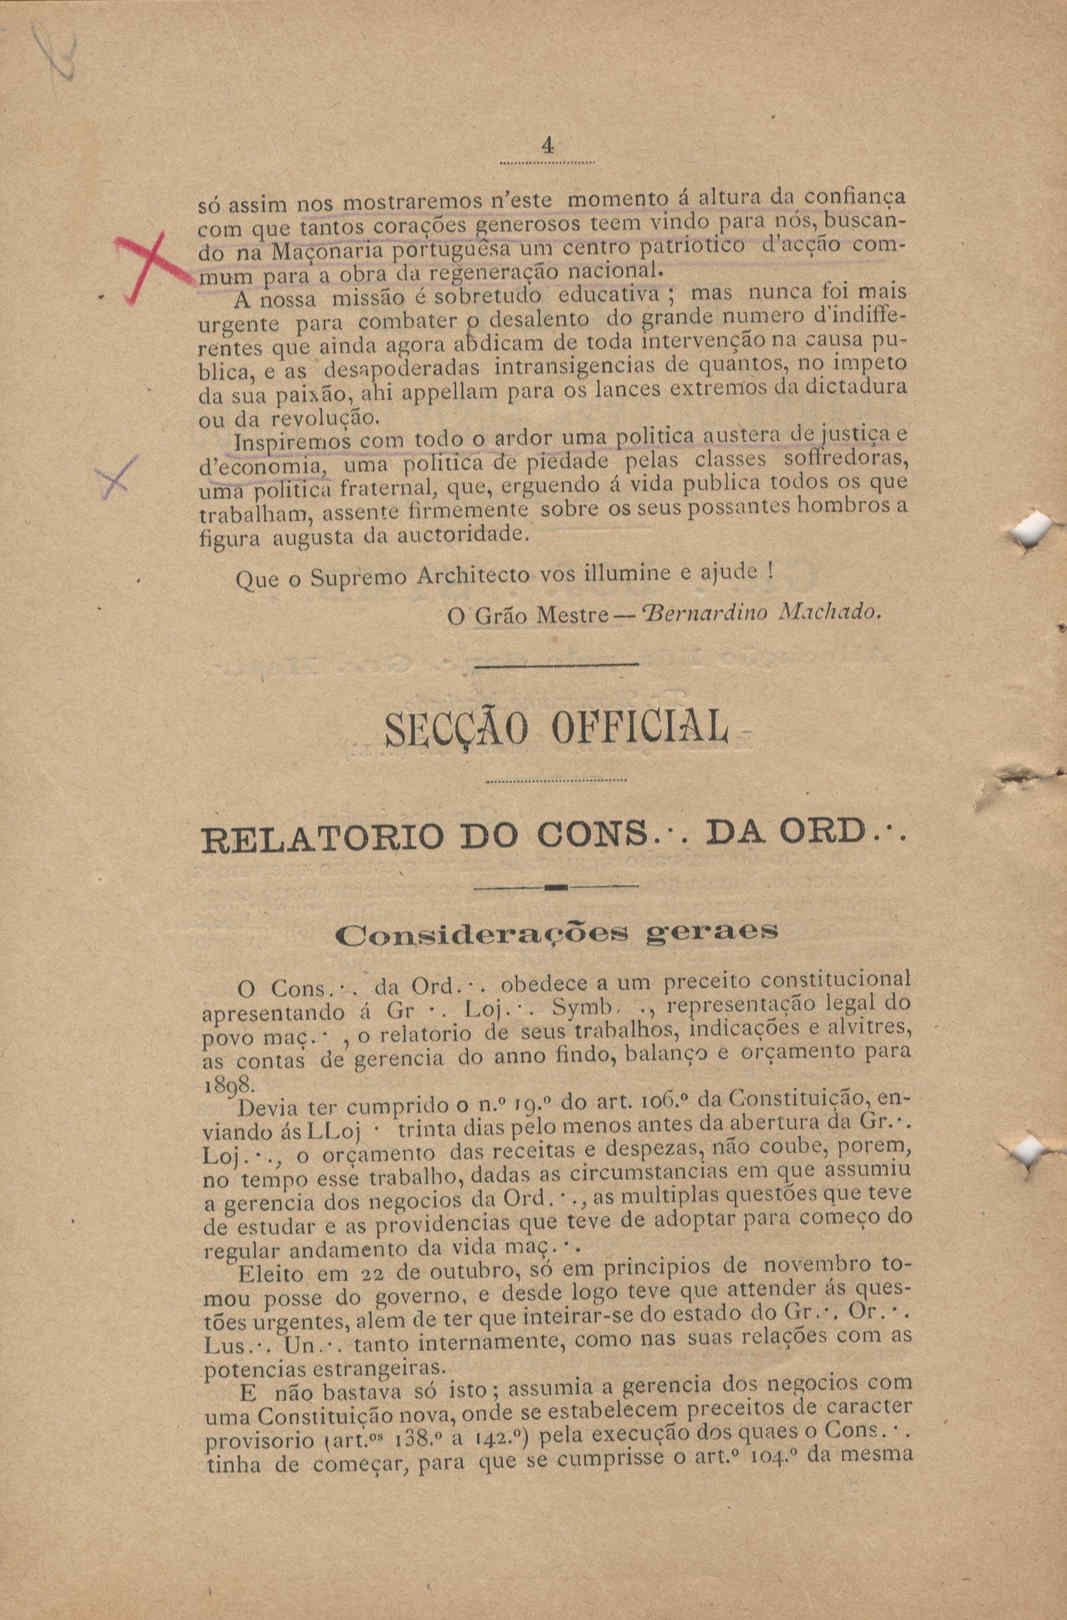 4
só assim nos mostraremos n'este momento á altura da confiança
com que tantos corações generosos teem vindo para nós, buscan-
do na Maçonaria portuguêsa um centro patriotico d'acção com-
mum para a obra da regeneração nacional.
A nossa missão é sobretudo educativa ; mas nunca foi mais
urgente para combater o desalento do grande numero d'indiffe-
rentes que ainda agora abdicam de toda intervenção na causa pu-
blica, e as desapoderadas intransigencias de quantos, no impeto
da sua paixão, ahi appellam para os lances extremos da dictadura
ou da revolução.
Inspiremos com todo o ardor uma politica austera de justiça e
d'economia, uma politica de piedade pelas classes soffredoras,
uma politica fraternal, que, erguendo á vida publica todos os que
trabalham, assente firmemente sobre os seus possantes hombros a
figura augusta da auctoridade.
Que o Supremo Architecto vos illumine e ajude !
O Grão Mestre — Bernardino Machado.
SECÇÃO OFFICIAL
RELATORIO DO CONS.·. DA ORD.·.
Considerações geraes
O Cons.·. da Ord.·. obedece a um preceito constitucional
apresentando á Gr ·. Loj.·. Symb. ., representação legal do
povo maç.· , o relatorio de seus trabalhos, indicações e alvitres,
as contas de gerencia do anno findo, balanço e orçamento para
1898.
Devia ter cumprido o n.º 19.º do art. 106.º da Constituição, en-
viando ás LLoj · trinta dias pelo menos antes da abertura da Gr.·.
Loj.·., o orçamento das receitas e despezas, não coube, porem,
no tempo esse trabalho, dadas as circumstancias em que assumiu
a gerencia dos negocios da Ord.·., as multiplas questões que teve
de estudar e as providencias que teve de adoptar para começo do
regular andamento da vida maç.·.
Eleito em 22 de outubro, só em principios de novembro to-
mou posse do governo, e desde logo teve que attender ás ques-
tões urgentes, alem de ter que inteirar-se do estado do Gr.·. Or.·.
Lus.·. Un.·. tanto internamente, como nas suas relações com as
potencias estrangeiras.
E não bastava só isto ; assumia a gerencia dos negocios com
uma Constituição nova, onde se estabelecem preceitos de caracter
provisorio (art.os 138.º a 142.º) pela execução dos quaes o Cons.·.
tinha de começar, para que se cumprisse o art.º 104.º da mesma